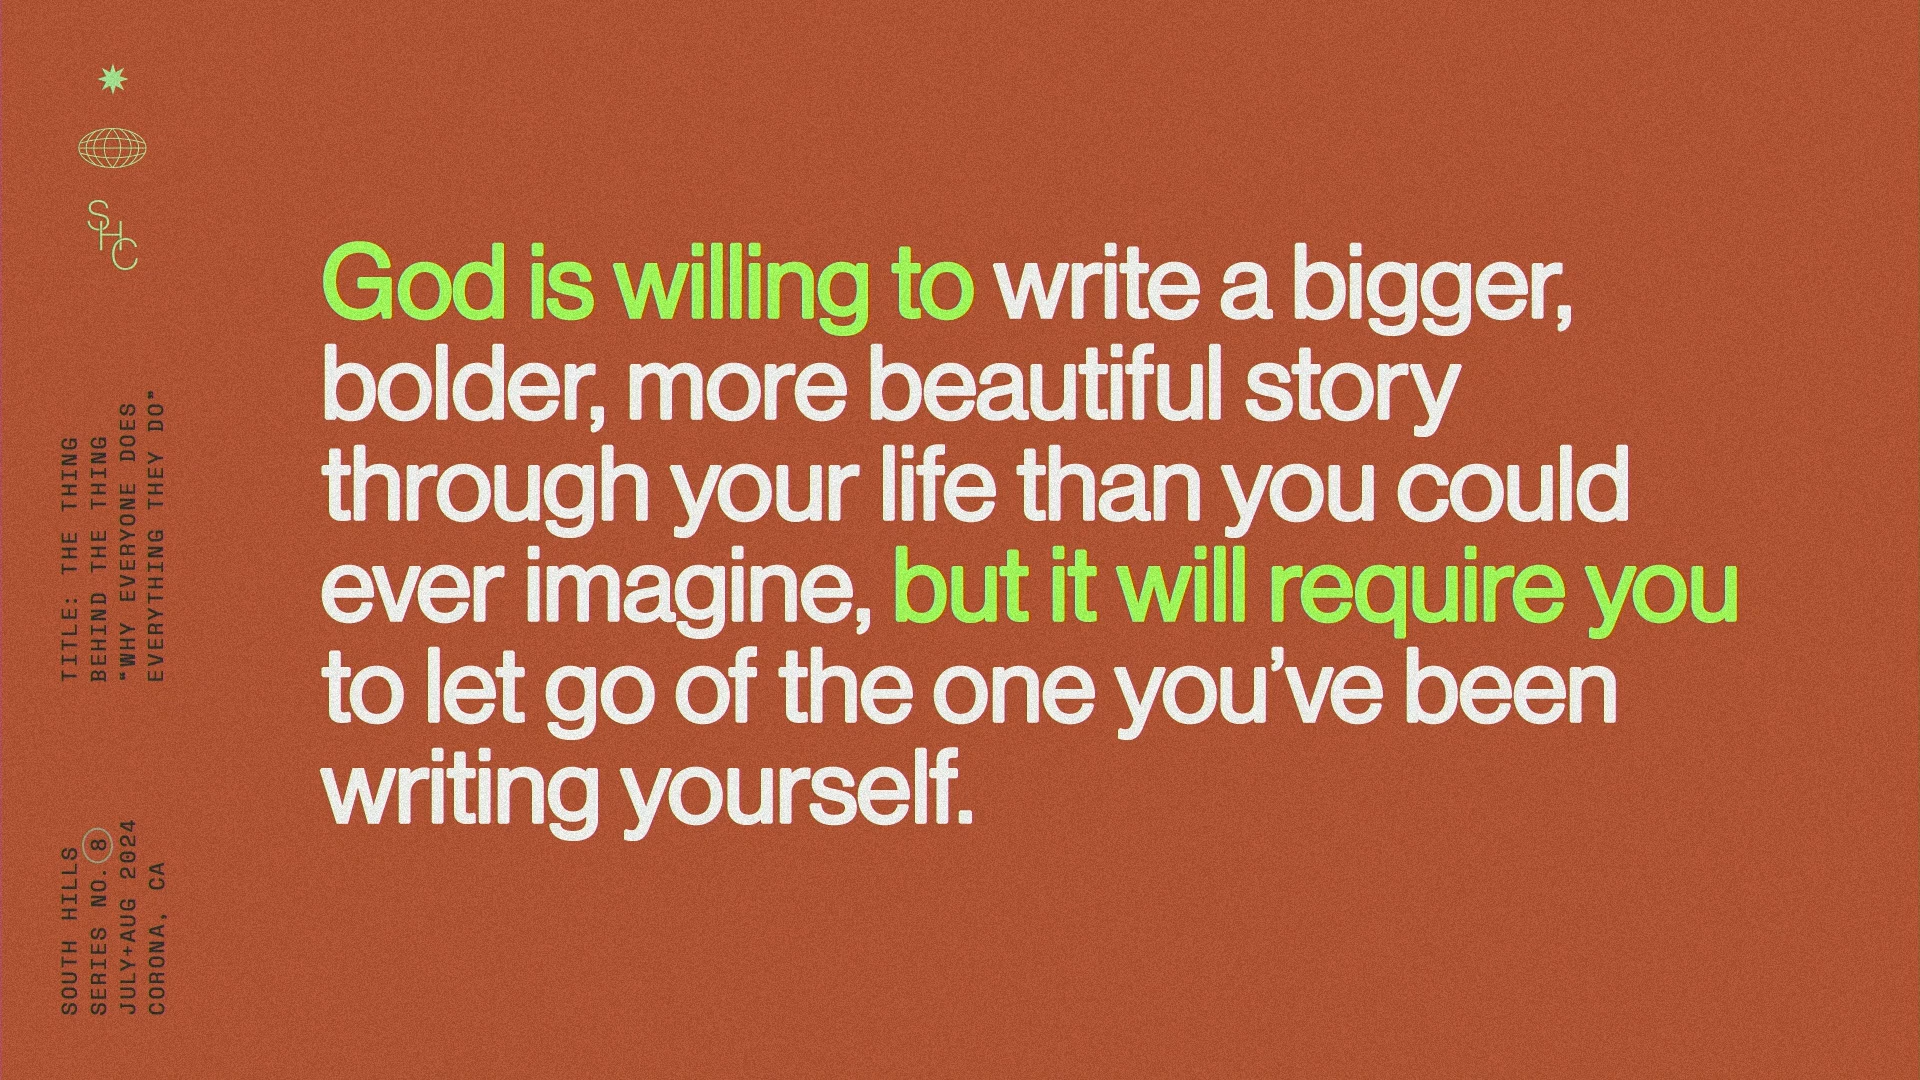 SHC
TITLE: THE THING
BEHIND THE THING
“WHY EVERYONE DOES
EVERYTHING THEY DO”
SOUTH HILLS
SERIES NO. 8
JULY+AUG 2024
CORONA, CA
God is willing to write a bigger,
bolder, more beautiful story
through your life than you could
ever imagine, but it will require you
to let go of the one you’ve been
writing yourself.